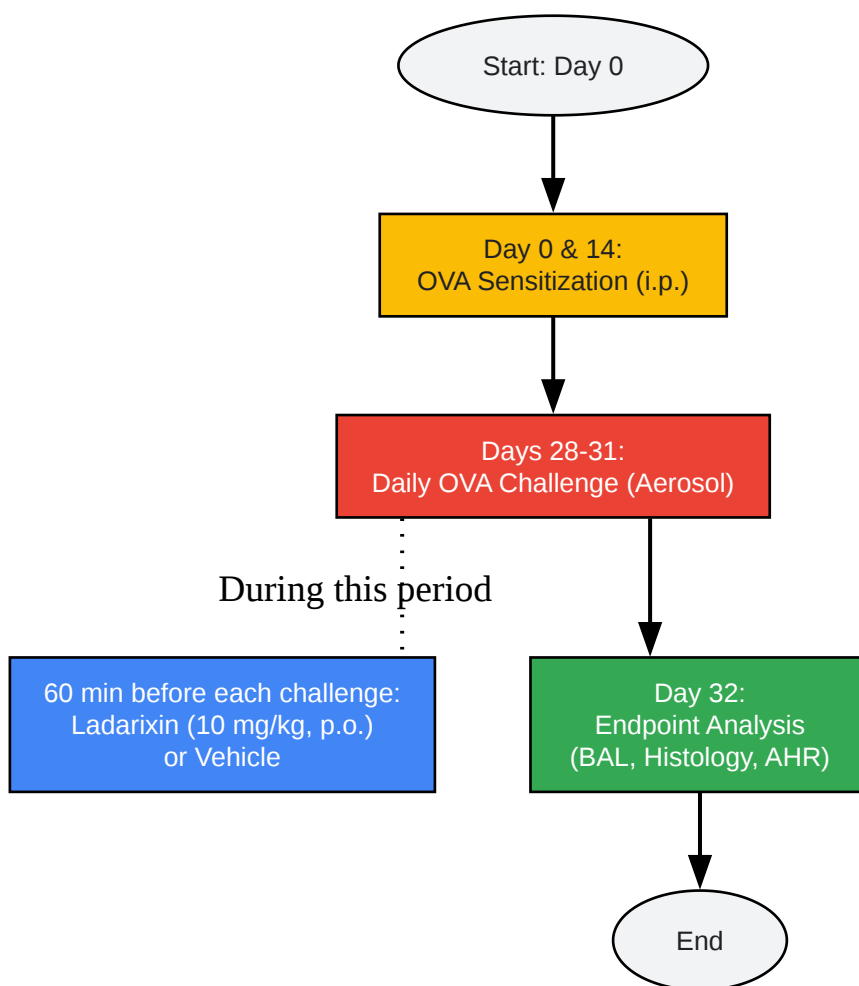 Start: Day 0
Day 0 & 14:
OVA Sensitization (i.p.)
Days 28-31:
Daily OVA Challenge (Aerosol)
During this period
60 min before each challenge:
Ladarixin (10 mg/kg, p.o.)
or Vehicle
Day 32:
Endpoint Analysis
(BAL, Histology, AHR)
End